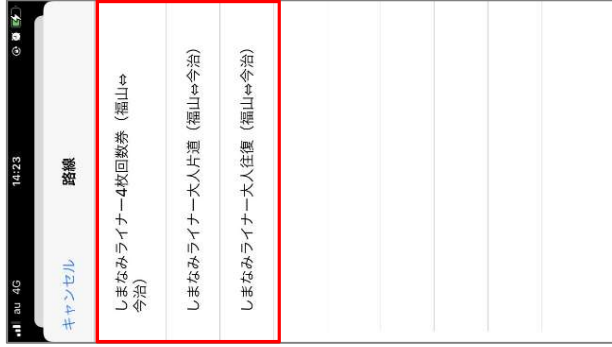 au 4G 14:23
キャンセル 路線
しまなみライナー4枚回数券（福山⇔
今治）
しまなみライナー大人片道（福山⇔今治）
しまなみライナー大人往復（福山⇔今治）